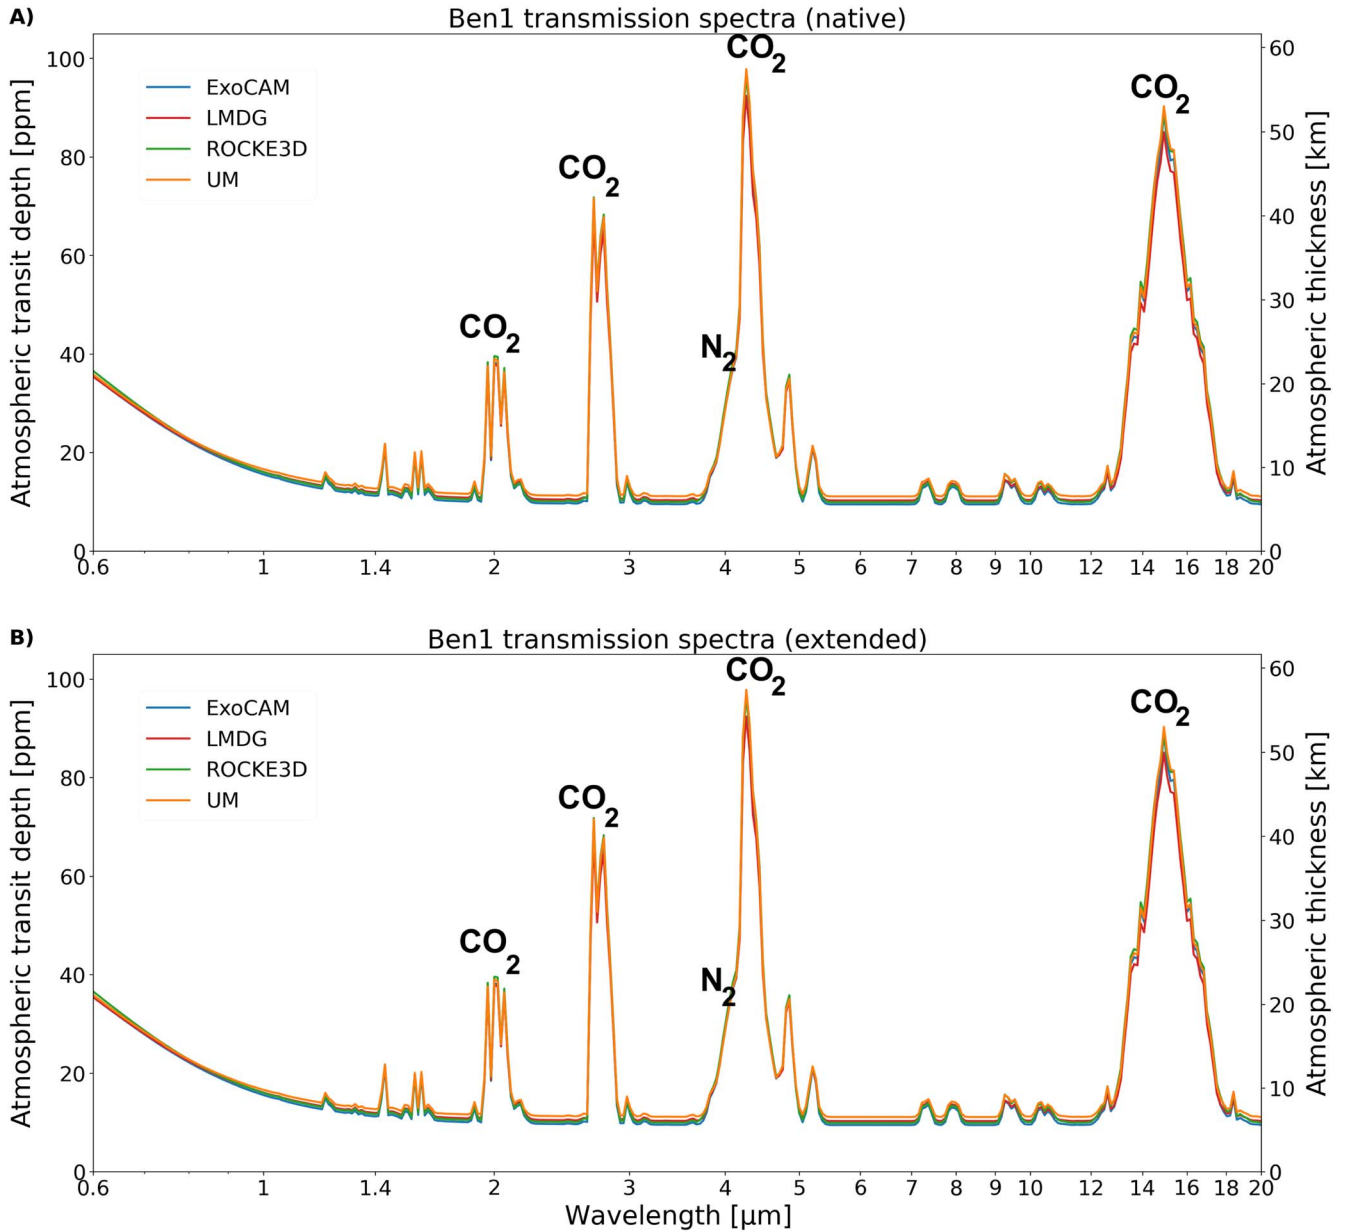 A)
Ben1 transmission spectra (native)
Atmospheric transit depth [ppm]
Atmospheric thickness [km]
100
80
60
40
20
0
60
50
40
30
20
10
0
ExoCAM
LMDG
ROCKE3D
UM
CO2
CO2
CO2
N2
CO2
0.6 1 1.4 2 3 4 5 6 7 8 9 10 12 14 16 18 20
B)
Ben1 transmission spectra (extended)
Atmospheric transit depth [ppm]
Atmospheric thickness [km]
100
80
60
40
20
0
60
50
40
30
20
10
0
ExoCAM
LMDG
ROCKE3D
UM
CO2
CO2
CO2
N2
CO2
0.6 1 1.4 2 3 4 5 6 7 8 9 10 12 14 16 18 20
Wavelength [μm]